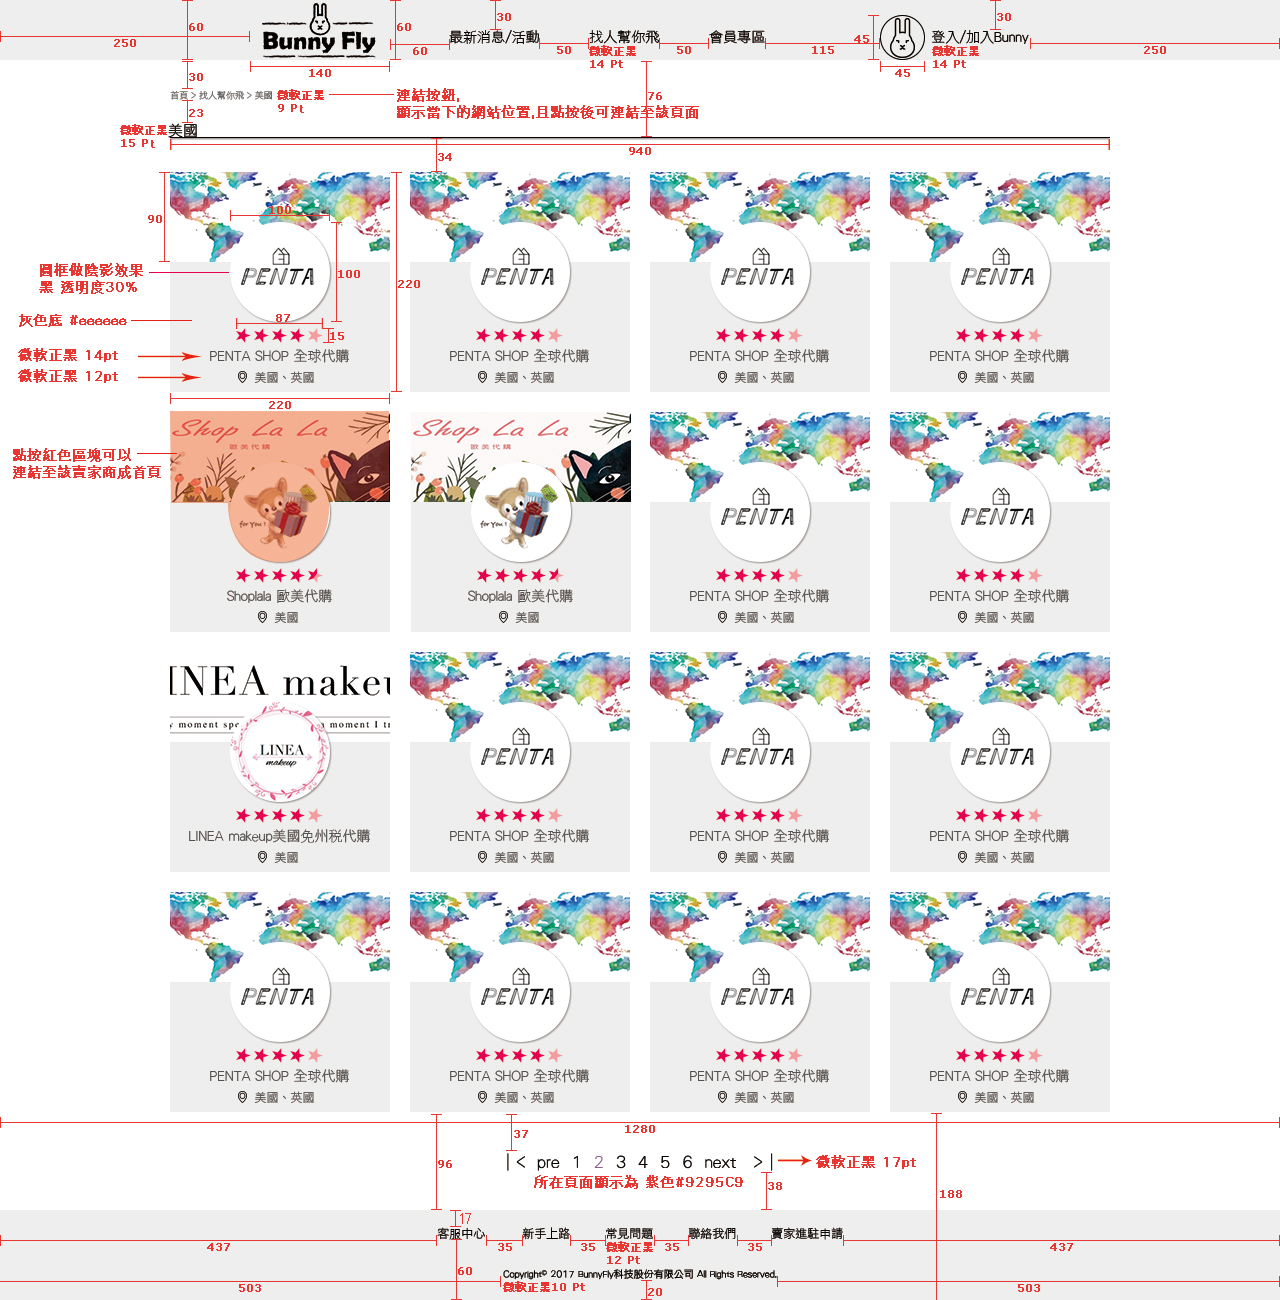 60
30
60
30
250
Bunny Fly
60
最新消息/活動
50
找人幫你飛
微軟正黑
14 Pt
50
會員專區
115
45
登入/加入Bunny
微軟正黑
14 Pt
250
140
45
30
首頁 > 找人幫你飛 > 美國
微軟正黑
9 Pt
連結按鈕,
顯示當下的網站位置,且點按後可連結至該頁面
76
23
微軟正黑
15 Pt
美國
940
34
90
100
100
220
PENTA
PENTA
PENTA
PENTA
圓框做陰影效果
黑 透明度30%
灰色底 #eeeeee
87
15
微軟正黑 14pt
微軟正黑 12pt
PENTA SHOP 全球代購
PENTA SHOP 全球代購
PENTA SHOP 全球代購
PENTA SHOP 全球代購
美國、英國
美國、英國
美國、英國
美國、英國
220
Shop La La
歐美代購
Shop La La
歐美代購
點按紅色區塊可以
連結至該賣家商成首頁
for You !
for You !
PENTA
PENTA
Shoplala 歐美代購
Shoplala 歐美代購
PENTA SHOP 全球代購
PENTA SHOP 全球代購
美國
美國
美國、英國
美國、英國
INEA makeu
y moment spe
a moment I tr
LINEA
makeup
PENTA
PENTA
PENTA
LINEA makeup美國免州稅代購
PENTA SHOP 全球代購
PENTA SHOP 全球代購
PENTA SHOP 全球代購
美國
美國、英國
美國、英國
美國、英國
PENTA
PENTA
PENTA
PENTA
PENTA SHOP 全球代購
PENTA SHOP 全球代購
PENTA SHOP 全球代購
PENTA SHOP 全球代購
美國、英國
美國、英國
美國、英國
美國、英國
1280
37
96
|< pre 1 2 3 4 5 6 next >|
微軟正黑 17pt
所在頁面顯示為 紫色#9295C9
38
188
17
437
客服中心
35
新手上路
35
常見問題
微軟正黑
12 Pt
35
聯絡我們
35
賣家進駐申請
437
60
503
Copyright© 2017 BunnyFly科技股份有限公司 All Rights Reserved.
微軟正黑10 Pt
20
503